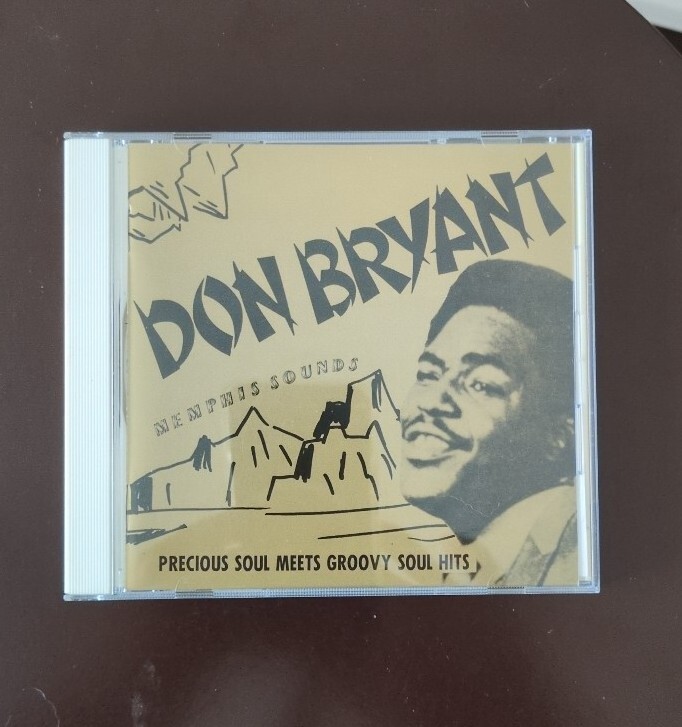 DON BRYANT
MEMPHIS SOUNDS
PRECIOUS SOUL MEETS GROOVY SOUL HITS